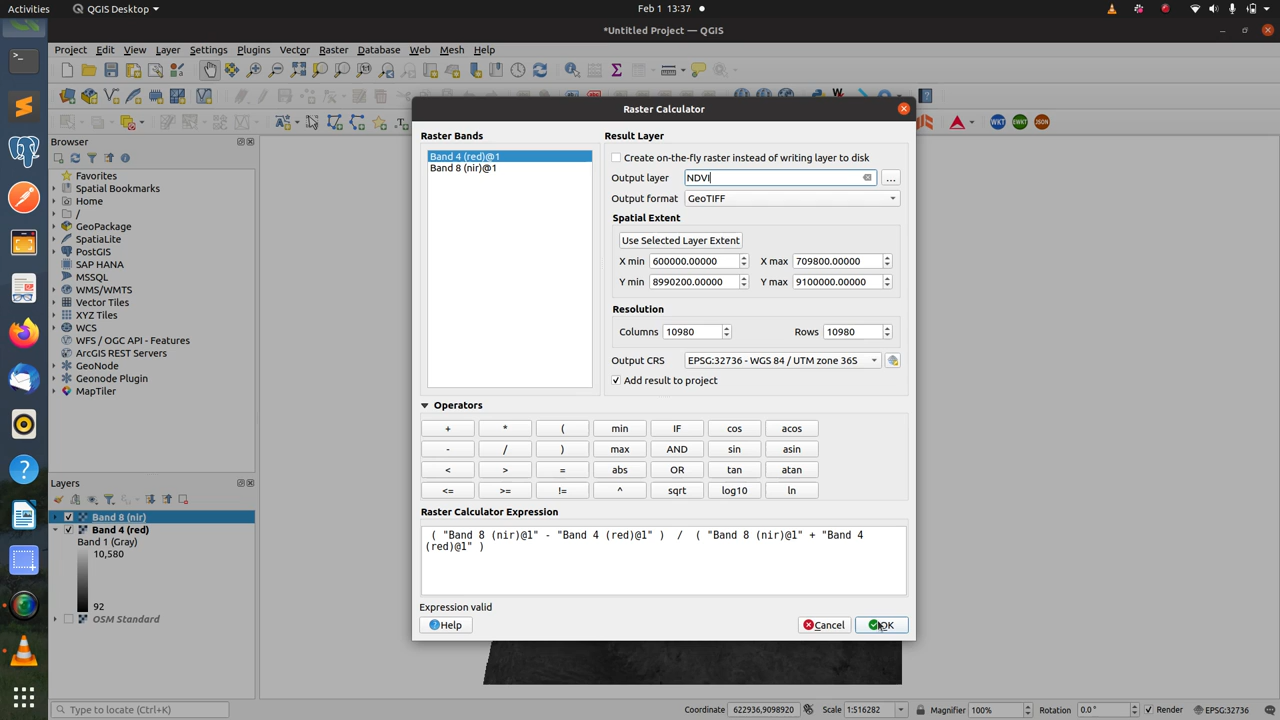 Activities
QGIS Desktop
Feb 1 13:37
*Untitled Project — QGIS
Project Edit View Layer Settings Plugins Vector Raster Database Web Mesh Help
Browser
Favorites
Spatial Bookmarks
Home
/
GeoPackage
SpatiaLite
PostGIS
SAP HANA
MSSQL
WMS/WMTS
Vector Tiles
XYZ Tiles
WCS
WFS / OGC API - Features
ArcGIS REST Servers
GeoNode
Geonode Plugin
MapTiler
Layers
Band 8 (nir)
Band 4 (red)
Band 1 (Gray)
10,580
92
OSM Standard
Raster Calculator
Raster Bands
Band 4 (red)@1
Band 8 (nir)@1
Result Layer
Create on-the-fly raster instead of writing layer to disk
Output layer NDVI ...
Output format GeoTIFF
Spatial Extent
Use Selected Layer Extent
X min 600000.00000 X max 709800.00000
Y min 8990200.00000 Y max 9100000.00000
Resolution
Columns 10980 Rows 10980
Output CRS EPSG:32736 - WGS 84 / UTM zone 36S
Add result to project
Operators
+ * ( min IF cos acos
- / ) max AND sin asin
< > = abs OR tan atan
<= >= != ^ sqrt log10 ln
Raster Calculator Expression
( "Band 8 (nir)@1" - "Band 4 (red)@1" ) / ( "Band 8 (nir)@1" + "Band 4
(red)@1" )
Expression valid
Help Cancel OK
WKT EWKT JSON
Type to locate (Ctrl+K)
Coordinate 622936,9098920 Scale 1:516282 Magnifier 100% Rotation 0.0 ° Render EPSG:32736